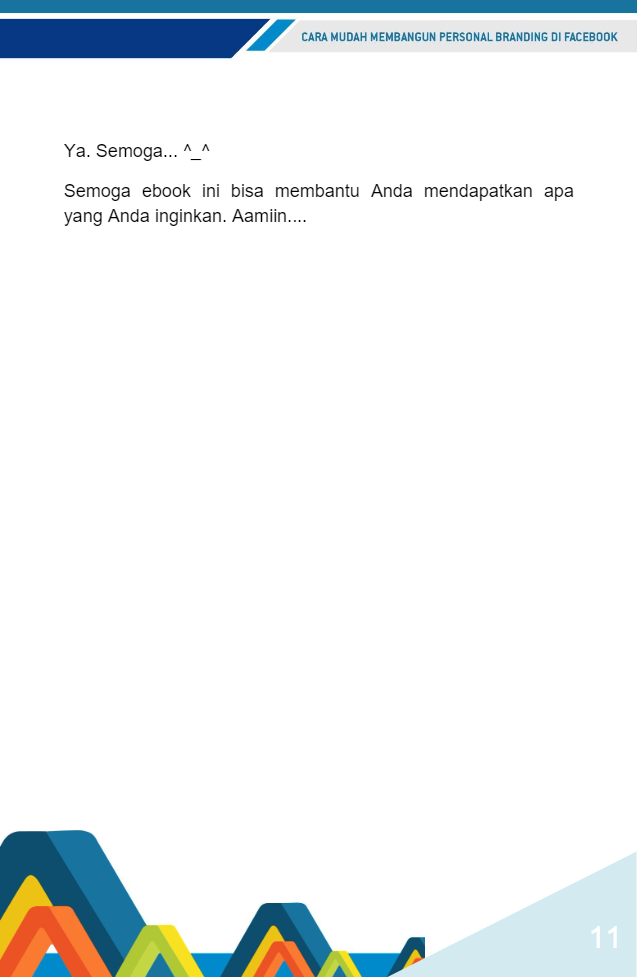 CARA MUDAH MEMBANGUN PERSONAL BRANDING DI FACEBOOK
Ya. Semoga... ^_^
Semoga ebook ini bisa membantu Anda mendapatkan apa
yang Anda inginkan. Aamiin....
11